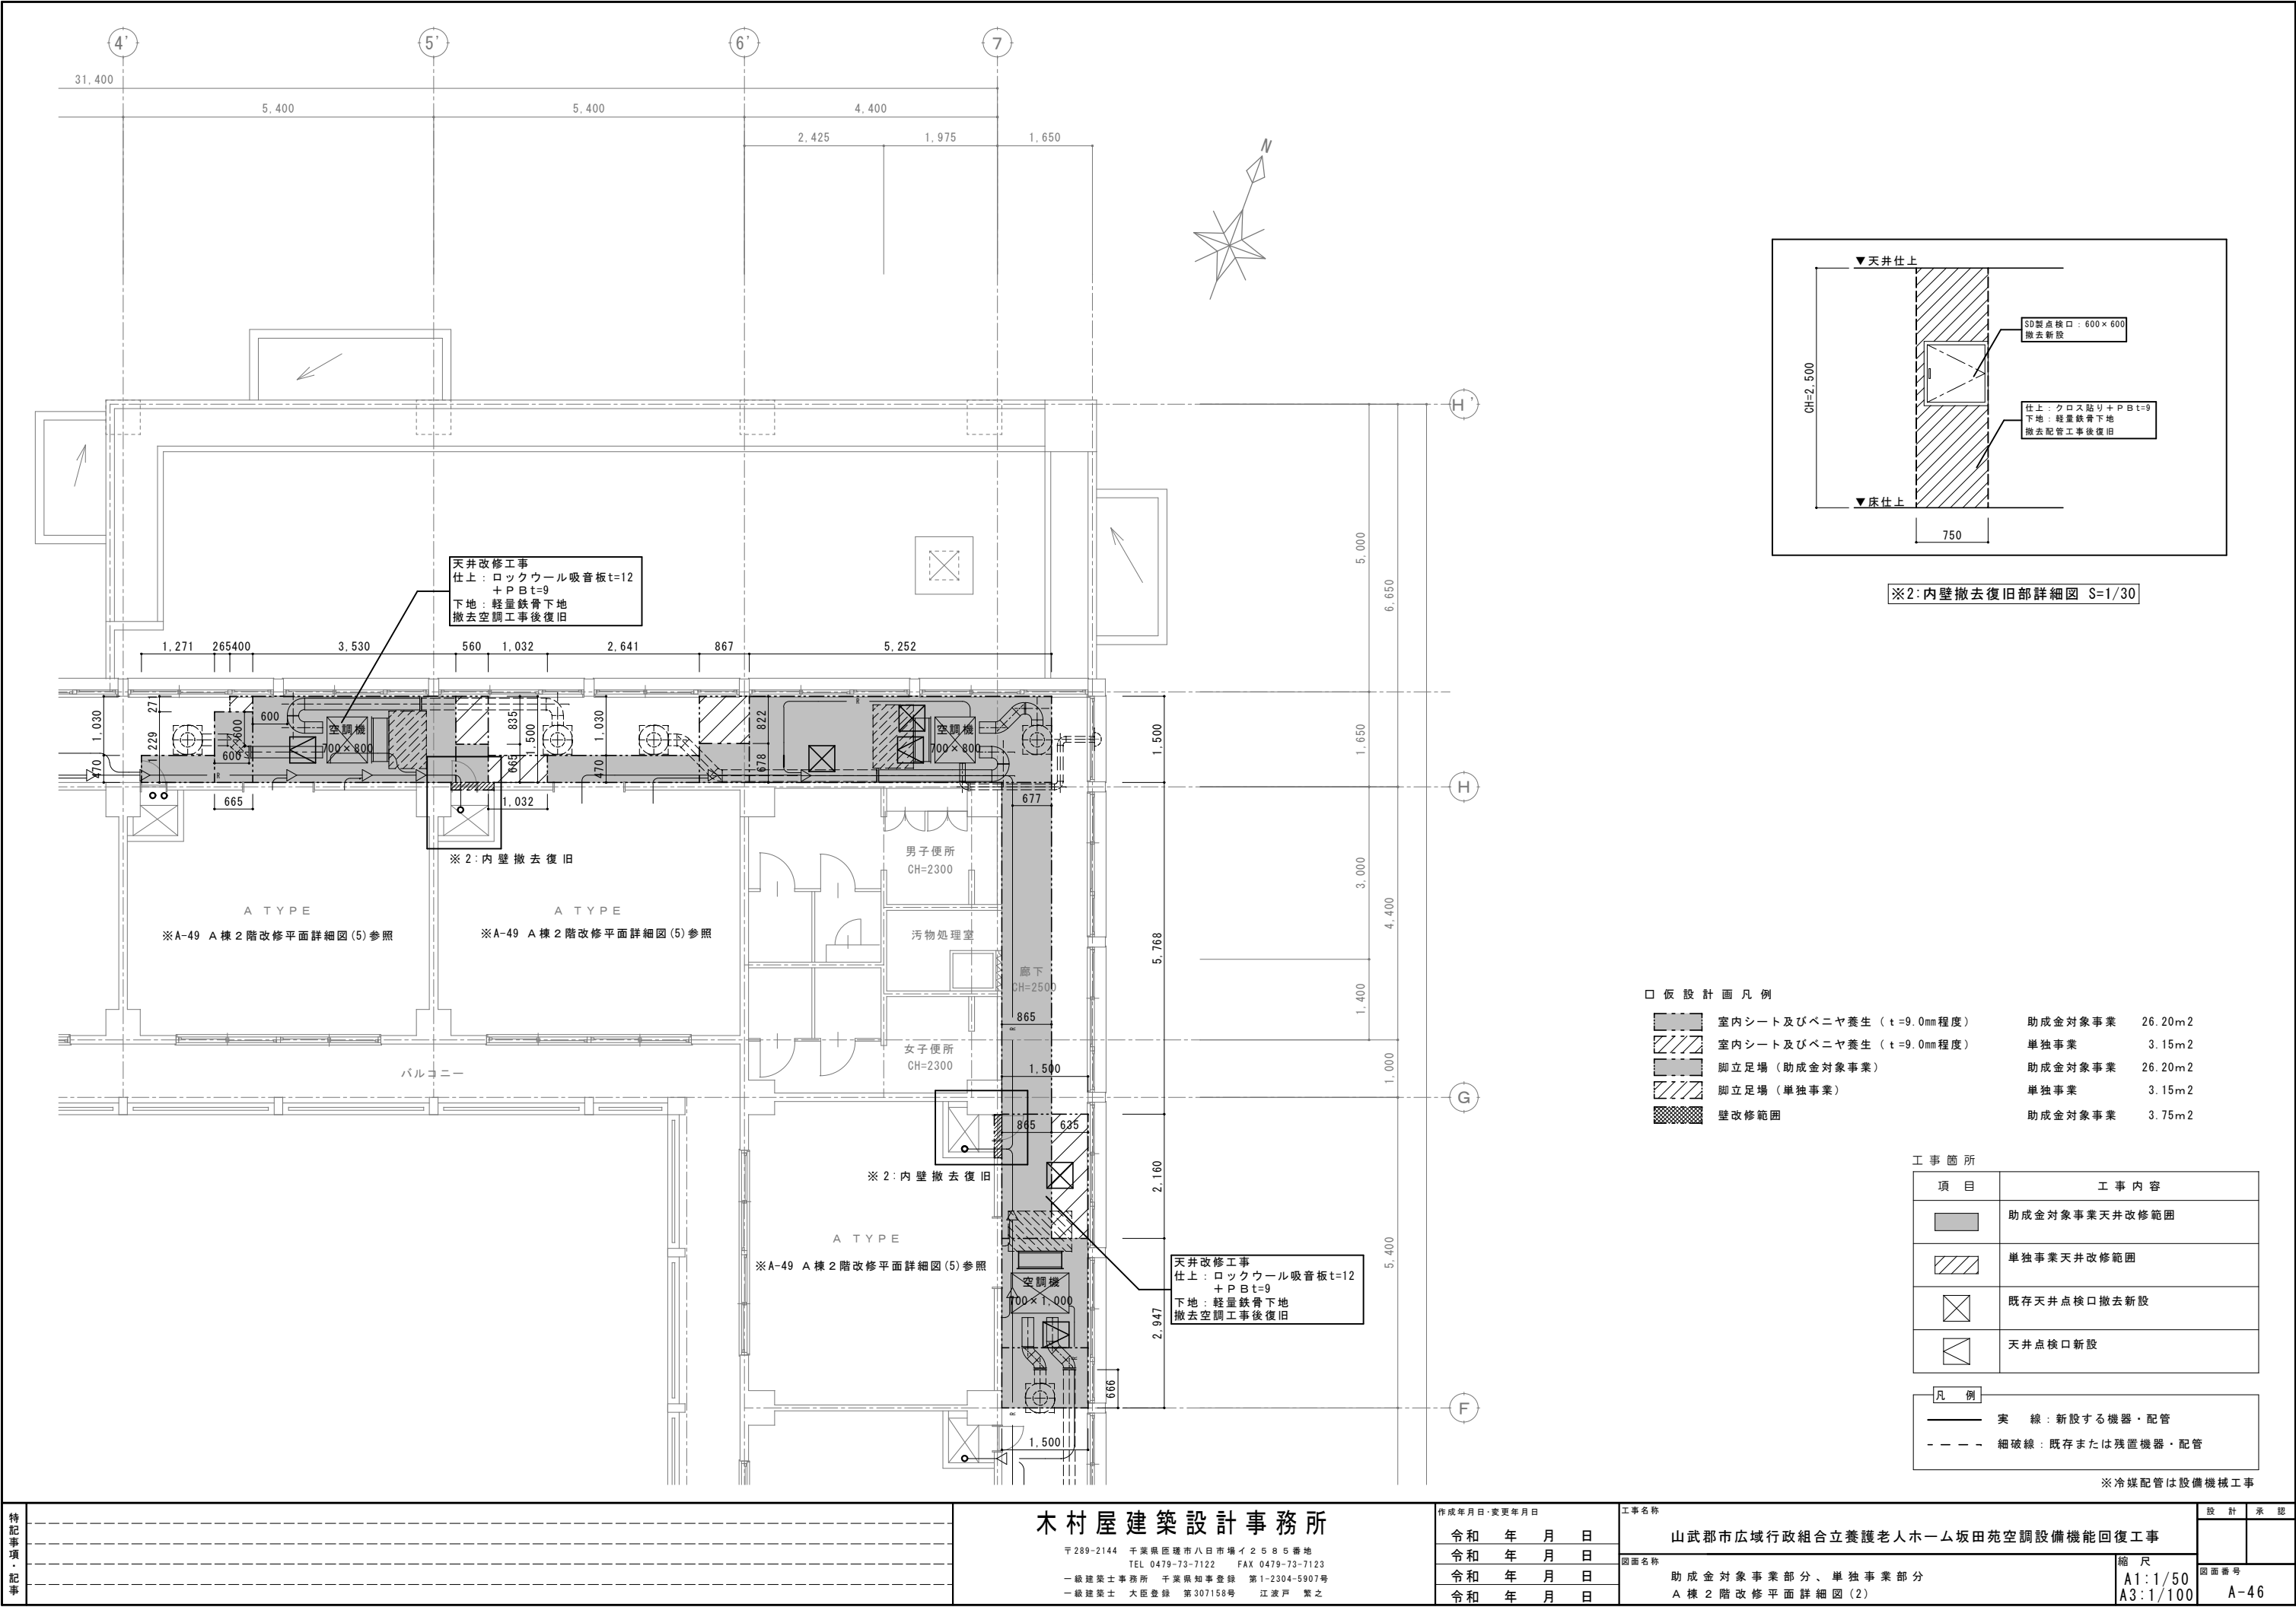 4'
5'
6'
7
31,400
5,400
5,400
4,400
2,425
1,975
1,650
N
▼天井仕上
SD製点検口：600×600
撤去新設
CH=2,500
仕上：クロス貼り＋ＰＢt=9
下地：軽量鉄骨下地
撤去配管工事後復旧
▼床仕上
750
※2:内壁撤去復旧部詳細図 S=1/30
H'
5,000
6,650
天井改修工事
仕上：ロックウール吸音板t=12
＋ＰＢt=9
下地：軽量鉄骨下地
撤去空調工事後復旧
1,271
265
400
3,530
560
1,032
2,641
867
5,252
1,030
271
1,229
470
600
600
600
空調機
700×800
835
1,500
665
1,030
470
822
678
空調機
700×800
1,500
1,650
H
665
1,032
677
※2:内壁撤去復旧
男子便所
CH=2300
3,000
4,400
A TYPE
※A-49 Ａ棟２階改修平面詳細図(5)参照
A TYPE
※A-49 Ａ棟２階改修平面詳細図(5)参照
汚物処理室
5,768
廊下
CH=2500
1,400
865
女子便所
CH=2300
バルコニー
1,500
1,000
G
865
635
※2:内壁撤去復旧
2,160
A TYPE
※A-49 Ａ棟２階改修平面詳細図(5)参照
5,400
天井改修工事
仕上：ロックウール吸音板t=12
＋ＰＢt=9
下地：軽量鉄骨下地
撤去空調工事後復旧
空調機
700×1,000
2,947
666
F
1,500
□仮設計画凡例
室内シート及びベニヤ養生（ｔ=9.0㎜程度） 助成金対象事業 26.20m2
室内シート及びベニヤ養生（ｔ=9.0㎜程度） 単独事業 3.15m2
脚立足場（助成金対象事業） 助成金対象事業 26.20m2
脚立足場（単独事業） 単独事業 3.15m2
壁改修範囲 助成金対象事業 3.75m2
工事箇所
項目 工事内容
助成金対象事業天井改修範囲
単独事業天井改修範囲
既存天井点検口撤去新設
天井点検口新設
凡例
実線：新設する機器・配管
細破線：既存または残置機器・配管
※冷媒配管は設備機械工事
特記事項・記事
木村屋建築設計事務所
〒289-2144 千葉県匝瑳市八日市場イ２５８５番地
TEL 0479-73-7122 FAX 0479-73-7123
一級建築士事務所 千葉県知事登録 第1-2304-5907号
一級建築士 大臣登録 第307158号 江波戸 繁之
作成年月日・変更年月日
令和 年 月 日
令和 年 月 日
令和 年 月 日
令和 年 月 日
工事名称
山武郡市広域行政組合立養護老人ホーム坂田苑空調設備機能回復工事
図面名称
助成金対象事業部分、単独事業部分
Ａ棟２階改修平面詳細図(2)
縮尺
A1:1/50
A3:1/100
設計
承認
図面番号
A-46